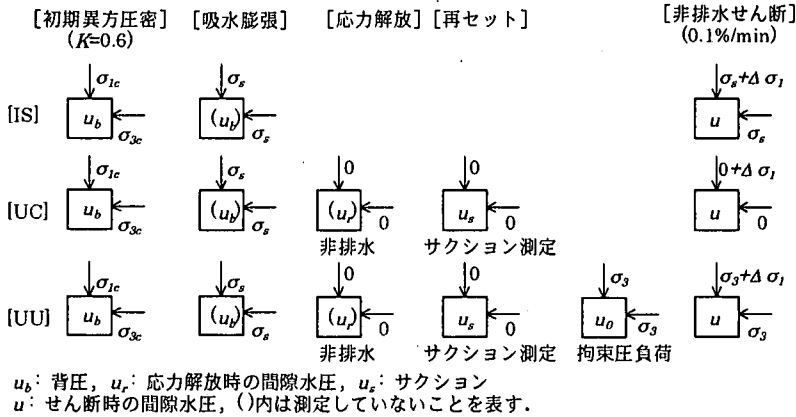 [初期異方圧密] [吸水膨張] [応力解放] [再セット] [非排水せん断]
(K=0.6) (0.1%/min)
σ1c σs σs+Δσ1
[IS] ub (ub) u
σ3c σs σs
σ1c σs 0 0 0+Δσ1
[UC] ub (ub) (ur) us u
σ3c σs 0 0 0
非排水 サクション測定
σ1c σs 0 0 σ3 σ3+Δσ1
[UU] ub (ub) (ur) us u0 u
σ3c σs 0 0 σ3 σ3
非排水 サクション測定 拘束圧負荷
ub: 背圧, ur: 応力解放時の間隙水圧, us: サクション
u: せん断時の間隙水圧, ( )内は測定していないことを表す.